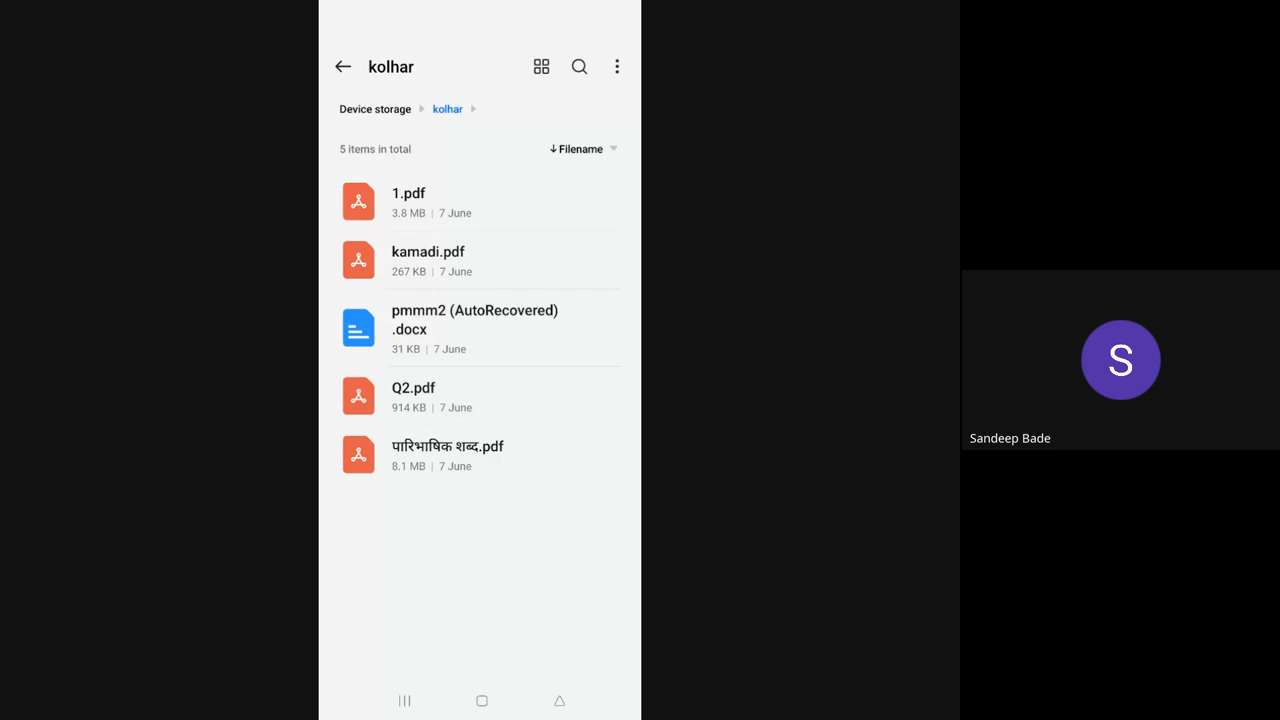 kolhar
Device storage kolhar
5 items in total Filename
1.pdf
3.8 MB | 7 June
kamadi.pdf
267 KB | 7 June
pmmm2 (AutoRecovered)
.docx
31 KB | 7 June
Q2.pdf
914 KB | 7 June
पारिभाषिक शब्द.pdf
8.1 MB | 7 June
S
Sandeep Bade